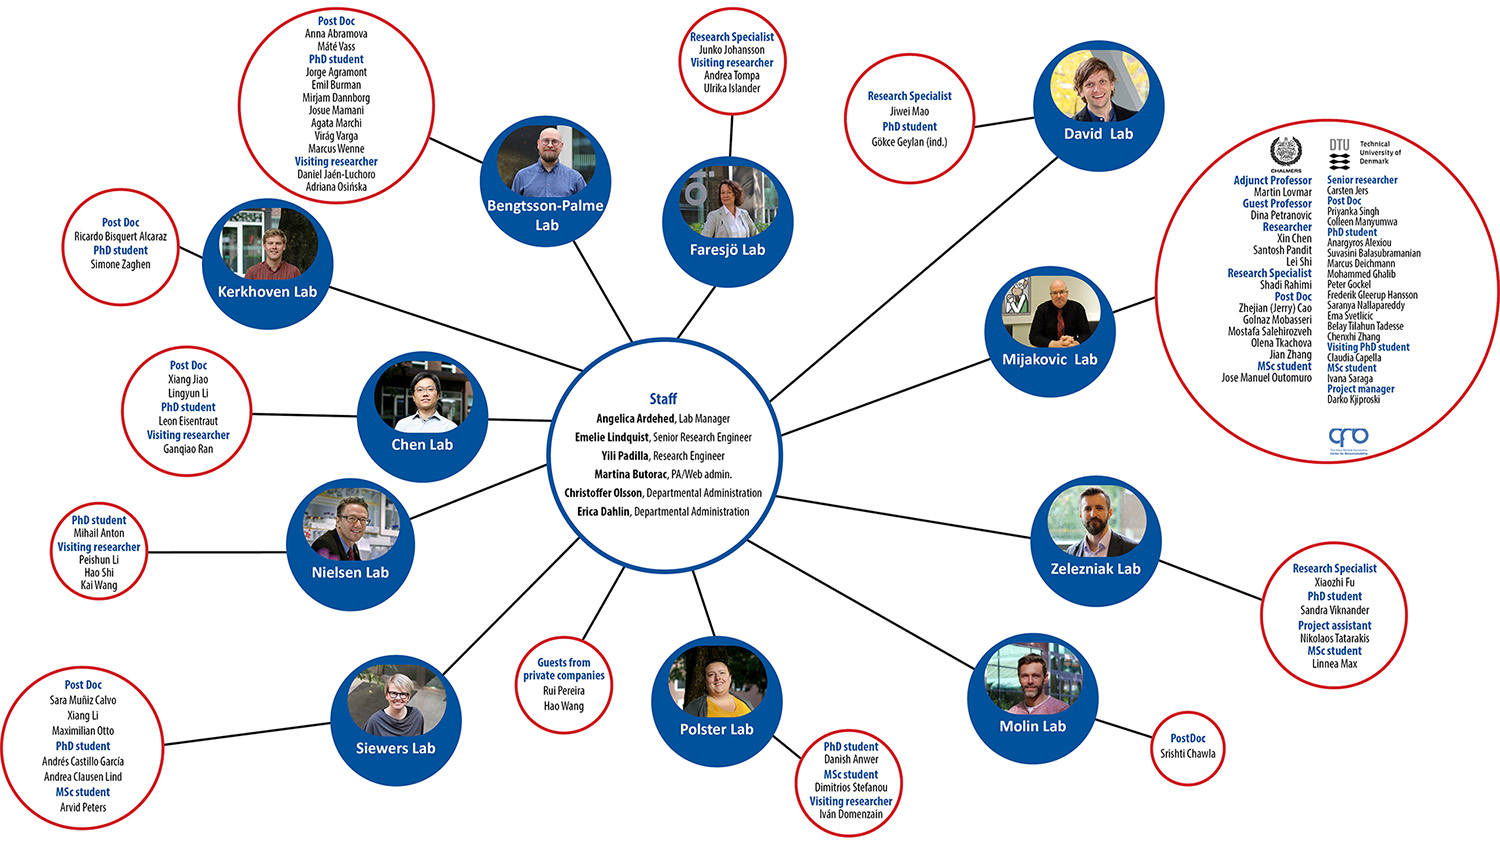 Post Doc
Anna Abramova
Máté Vass
PhD student
Jorge Agramont
Emil Burman
Mirjam Dannborg
Josue Mamani
Agata Marchi
Virág Varga
Marcus Wenne
Visiting researcher
Daniel Jaén-Luchoro
Adriana Osińska
Bengtsson-Palme
Lab
Research Specialist
Junko Johansson
Visiting researcher
Andrea Tompa
Ulrika Islander
Faresjö Lab
Research Specialist
Jiwei Mao
PhD student
Gökce Geylan (ind.)
David Lab
CHALMERS
Adjunct Professor
Martin Lovmar
Guest Professor
Dina Petranovic
Researcher
Xin Chen
Santosh Pandit
Lei Shi
Research Specialist
Shadi Rahimi
Post Doc
Zhejian (Jerry) Cao
Golnaz Mobasseri
Mostafa Salehirozveh
Olena Tkachova
Jian Zhang
MSc student
Jose Manuel Outomuro
DTU
Technical
University of
Denmark
Senior researcher
Carsten Jers
Post Doc
Priyanka Singh
Colleen Manyumwa
PhD student
Anargyros Alexiou
Suvasini Balasubramanian
Marcus Deichmann
Mohammed Ghalib
Peter Gockel
Frederik Gleerup Hansson
Saranya Nallapareddy
Ema Svetlicic
Belay Tilahun Tadesse
Chenxhi Zhang
Visiting PhD student
Claudia Capella
MSc student
Ivana Saraga
Project manager
Darko Kjiproski
Mijakovic Lab
Post Doc
Ricardo Bisquert Alcaraz
PhD student
Simone Zaghen
Kerkhoven Lab
Post Doc
Xiang Jiao
Lingyun Li
PhD student
Leon Eisentraut
Visiting researcher
Ganqiao Ran
Chen Lab
Staff
Angelica Ardehed, Lab Manager
Emelie Lindquist, Senior Research Engineer
Yili Padilla, Research Engineer
Martina Butorac, PA/Web admin.
Christoffer Olsson, Departmental Administration
Erica Dahlin, Departmental Administration
PhD student
Mihail Anton
Visiting researcher
Peishun Li
Hao Shi
Kai Wang
Nielsen Lab
Zelezniak Lab
Research Specialist
Xiaozhi Fu
PhD student
Sandra Viknander
Project assistant
Nikolaos Tatarakis
MSc student
Linnea Max
Post Doc
Sara Muñiz Calvo
Xiang Li
Maximilian Otto
PhD student
Andrés Castillo García
Andrea Clausen Lind
MSc student
Arvid Peters
Siewers Lab
Guests from
private companies
Rui Pereira
Hao Wang
Polster Lab
PhD student
Danish Anwer
MSc student
Dimitrios Stefanou
Visiting researcher
Iván Domenzain
Molin Lab
PostDoc
Srishti Chawla